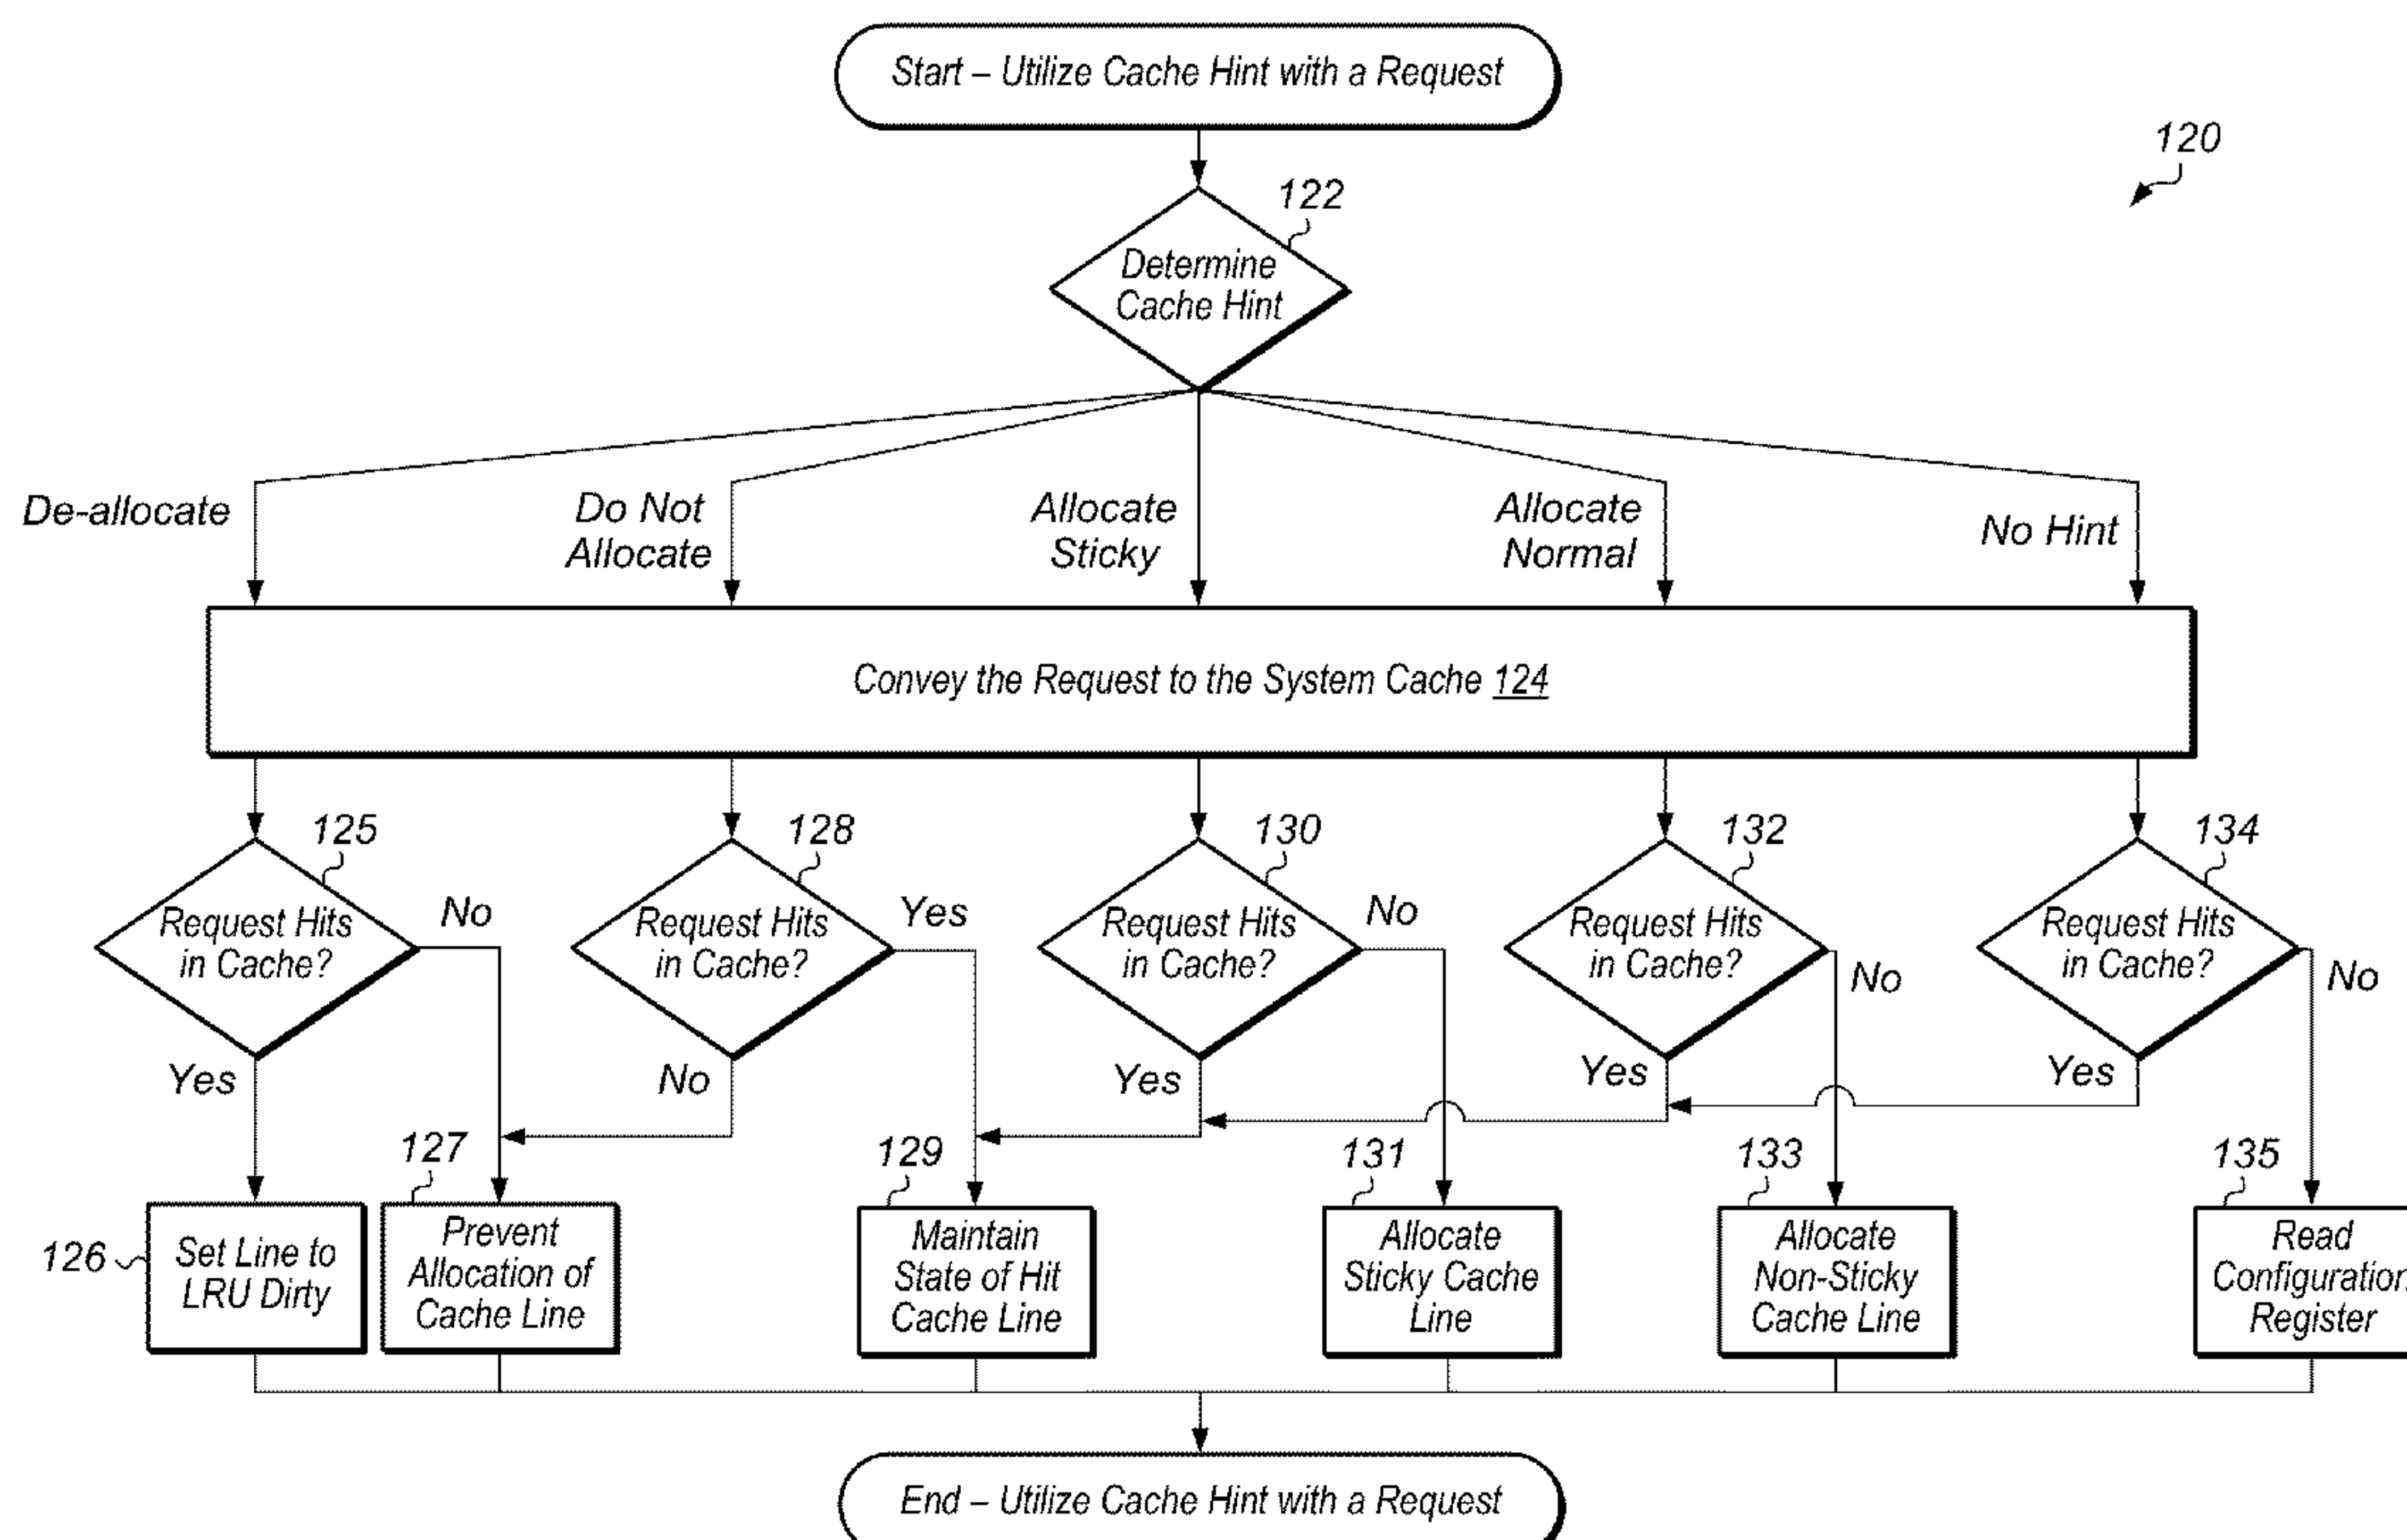 Start – Utilize Cache Hint with a Request
120
122
Determine
Cache Hint
De-allocate
Do Not
Allocate
Allocate
Sticky
Allocate
Normal
No Hint
Convey the Request to the System Cache 124
125
128
130
132
134
Request Hits
in Cache?
No
Yes
Request Hits
in Cache?
Yes
No
Request Hits
in Cache?
No
Yes
Request Hits
in Cache?
No
Yes
Request Hits
in Cache?
No
Yes
126
Set Line to
LRU Dirty
127
Prevent
Allocation of
Cache Line
129
Maintain
State of Hit
Cache Line
131
Allocate
Sticky Cache
Line
133
Allocate
Non-Sticky
Cache Line
135
Read
Configuration
Register
End – Utilize Cache Hint with a Request